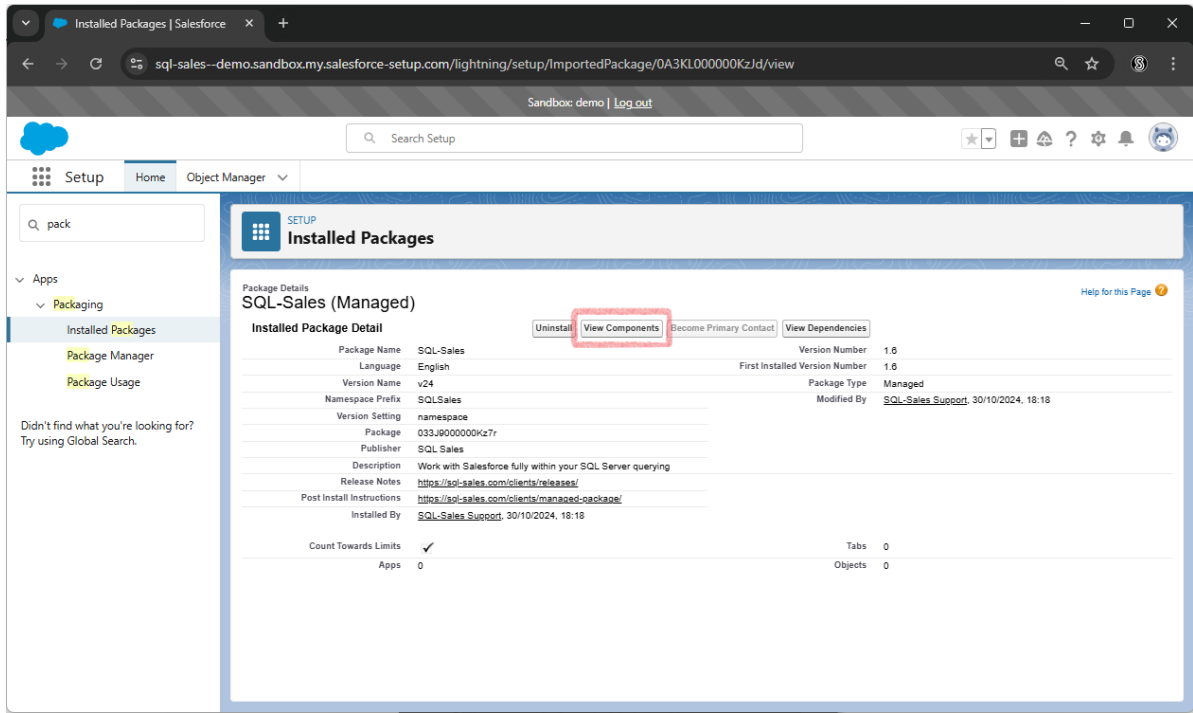 Installed Packages | Salesforce
sql-sales--demo.sandbox.my.salesforce-setup.com/lightning/setup/ImportedPackage/0A3KL000000KzJd/view
Sandbox: demo | Log out
Search Setup
Setup Home Object Manager
pack
Apps
Packaging
Installed Packages
Package Manager
Package Usage
Didn't find what you're looking for?
Try using Global Search.
SETUP
Installed Packages
Package Details
SQL-Sales (Managed)
Help for this Page
Installed Package Detail
Uninstall View Components Become Primary Contact View Dependencies
Package Name SQL-Sales Version Number 1.6
Language English First Installed Version Number 1.6
Version Name v24 Package Type Managed
Namespace Prefix SQLSales Modified By SQL-Sales Support, 30/10/2024, 18:18
Version Setting namespace
Package 033J9000000Kz7r
Publisher SQL Sales
Description Work with Salesforce fully within your SQL Server querying
Release Notes https://sql-sales.com/clients/releases/
Post Install Instructions https://sql-sales.com/clients/managed-package/
Installed By SQL-Sales Support, 30/10/2024, 18:18
Count Towards Limits Tabs 0
Apps 0 Objects 0